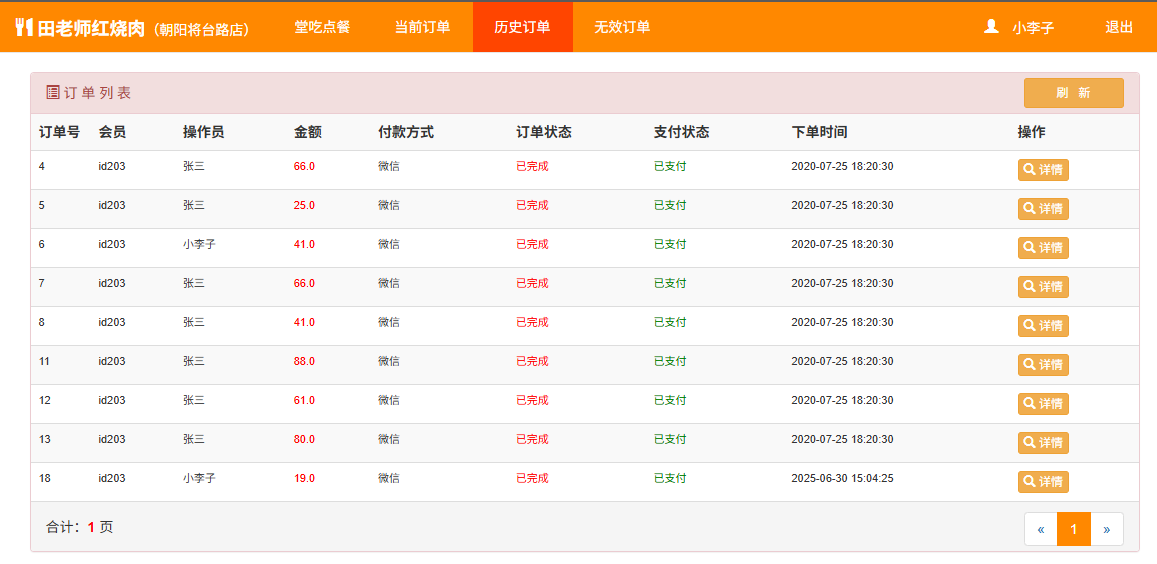 田老师红烧肉（朝阳将台路店） 堂吃点餐 当前订单 历史订单 无效订单 小李子 退出
订 单 列 表 刷 新
订单号 会员 操作员 金额 付款方式 订单状态 支付状态 下单时间 操作
4 id203 张三 66.0 微信 已完成 已支付 2020-07-25 18:20:30 详情
5 id203 张三 25.0 微信 已完成 已支付 2020-07-25 18:20:30 详情
6 id203 小李子 41.0 微信 已完成 已支付 2020-07-25 18:20:30 详情
7 id203 张三 66.0 微信 已完成 已支付 2020-07-25 18:20:30 详情
8 id203 张三 41.0 微信 已完成 已支付 2020-07-25 18:20:30 详情
11 id203 张三 88.0 微信 已完成 已支付 2020-07-25 18:20:30 详情
12 id203 张三 61.0 微信 已完成 已支付 2020-07-25 18:20:30 详情
13 id203 张三 80.0 微信 已完成 已支付 2020-07-25 18:20:30 详情
18 id203 小李子 19.0 微信 已完成 已支付 2025-06-30 15:04:25 详情
合计：1 页 « 1 »